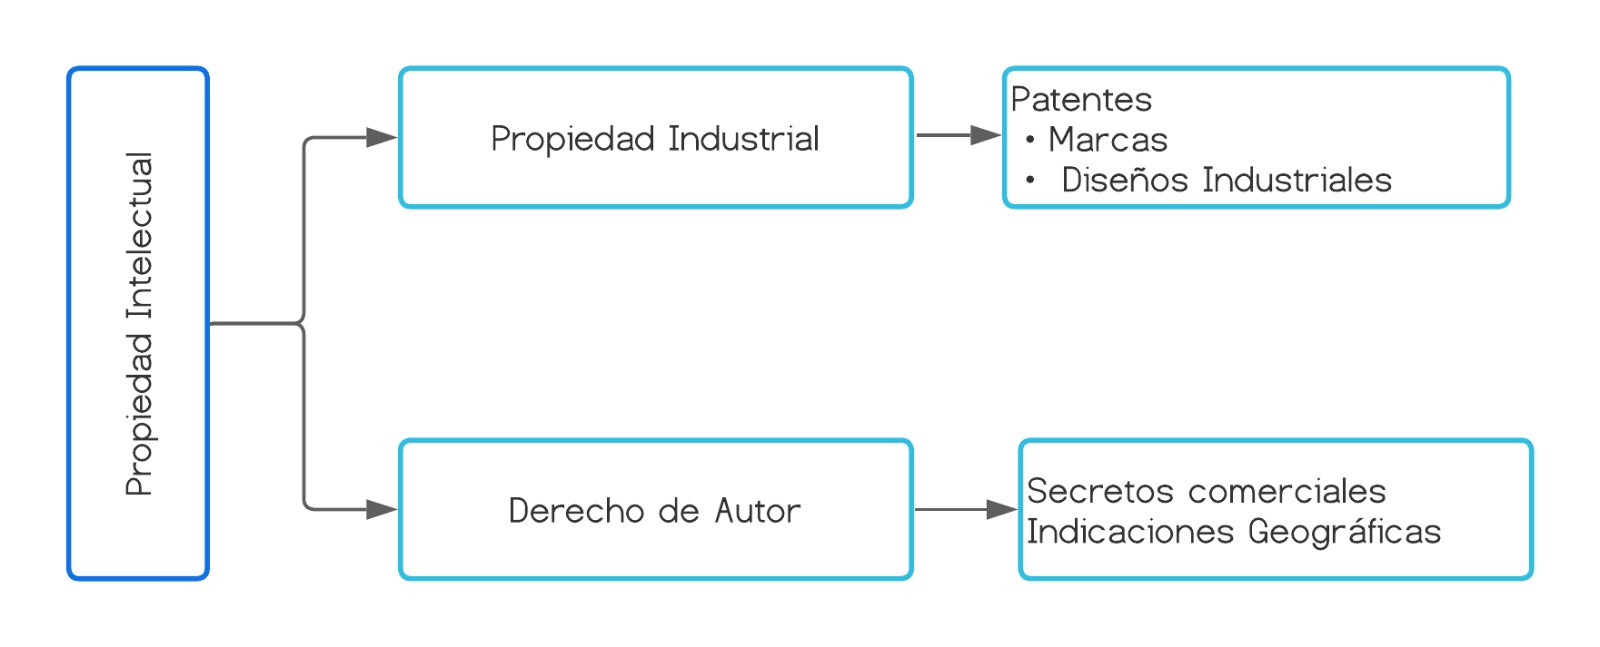 Propiedad Intelectual
Propiedad Industrial
Patentes
• Marcas
• Diseños Industriales
Derecho de Autor
Secretos comerciales
Indicaciones Geográficas